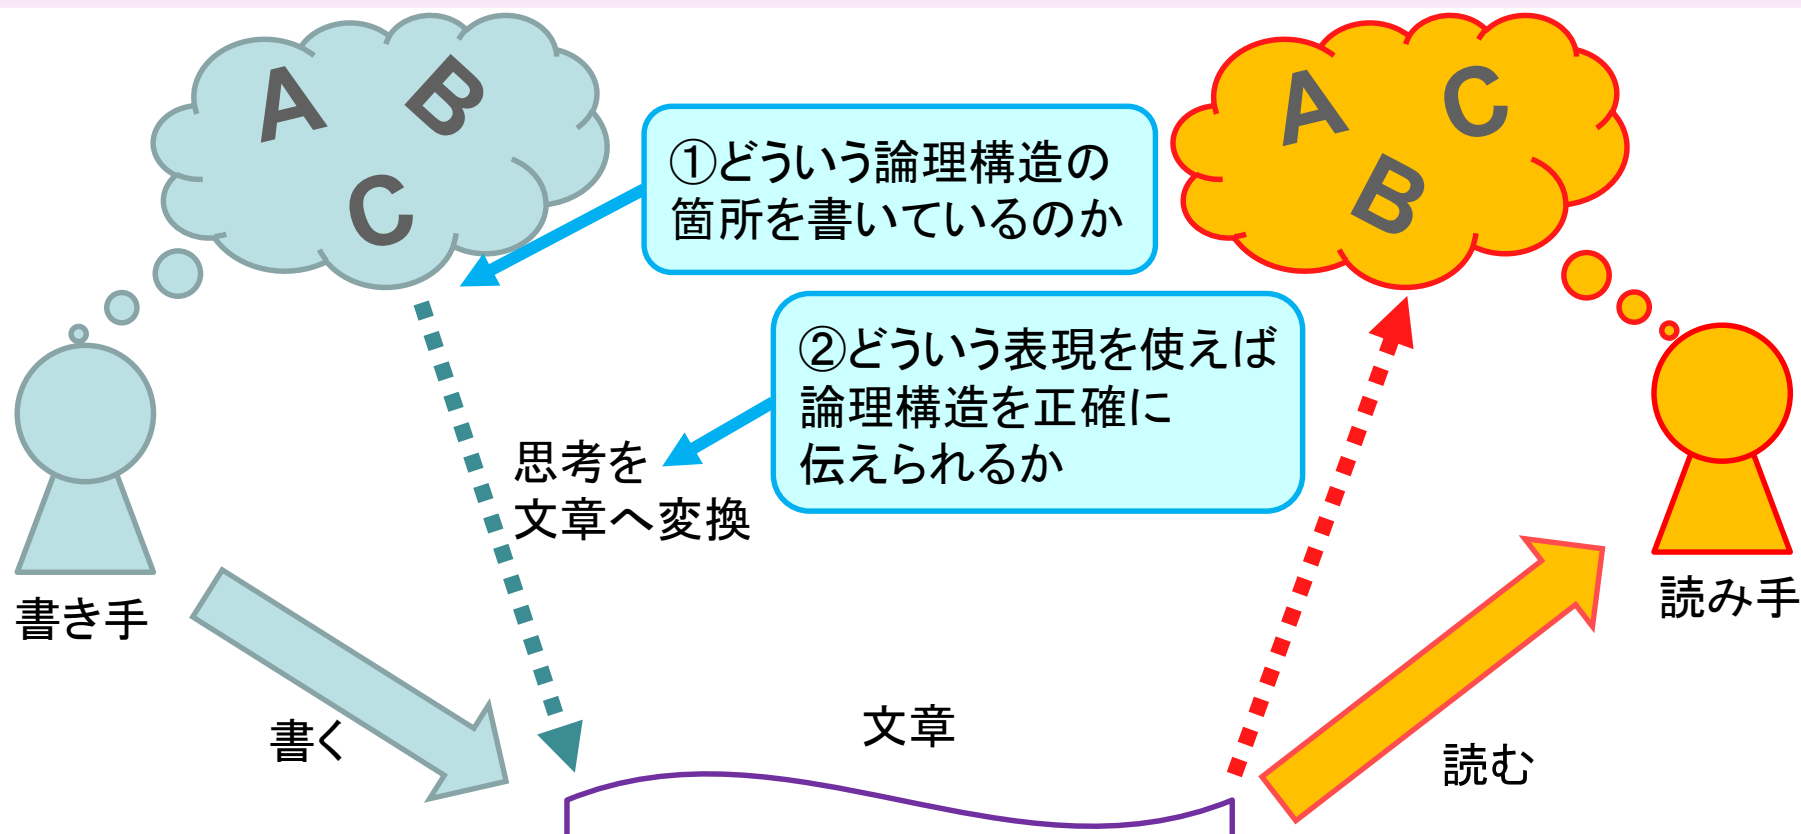 A
B
C
A
C
B
①どういう論理構造の
箇所を書いているのか
②どういう表現を使えば
論理構造を正確に
伝えられるか
思考を
文章へ変換
書き手
読み手
書く
文章
読む